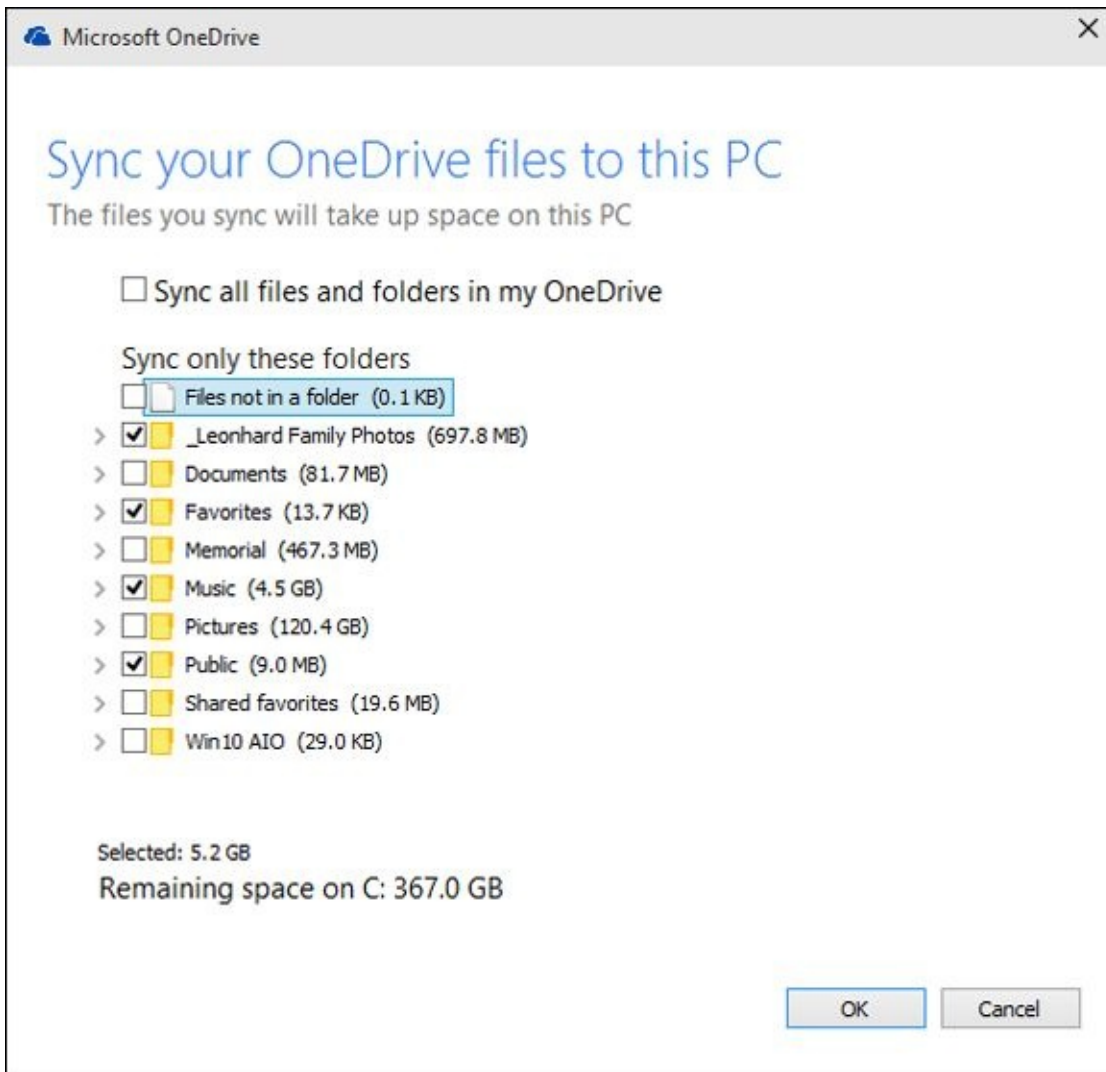 Microsoft OneDrive
Sync your OneDrive files to this PC
The files you sync will take up space on this PC
Sync all files and folders in my OneDrive
Sync only these folders
Files not in a folder (0.1 KB)
_Leonhard Family Photos (697.8 MB)
Documents (81.7 MB)
Favorites (13.7 KB)
Memorial (467.3 MB)
Music (4.5 GB)
Pictures (120.4 GB)
Public (9.0 MB)
Shared favorites (19.6 MB)
Win10 AIO (29.0 KB)
Selected: 5.2 GB
Remaining space on C: 367.0 GB
OK Cancel